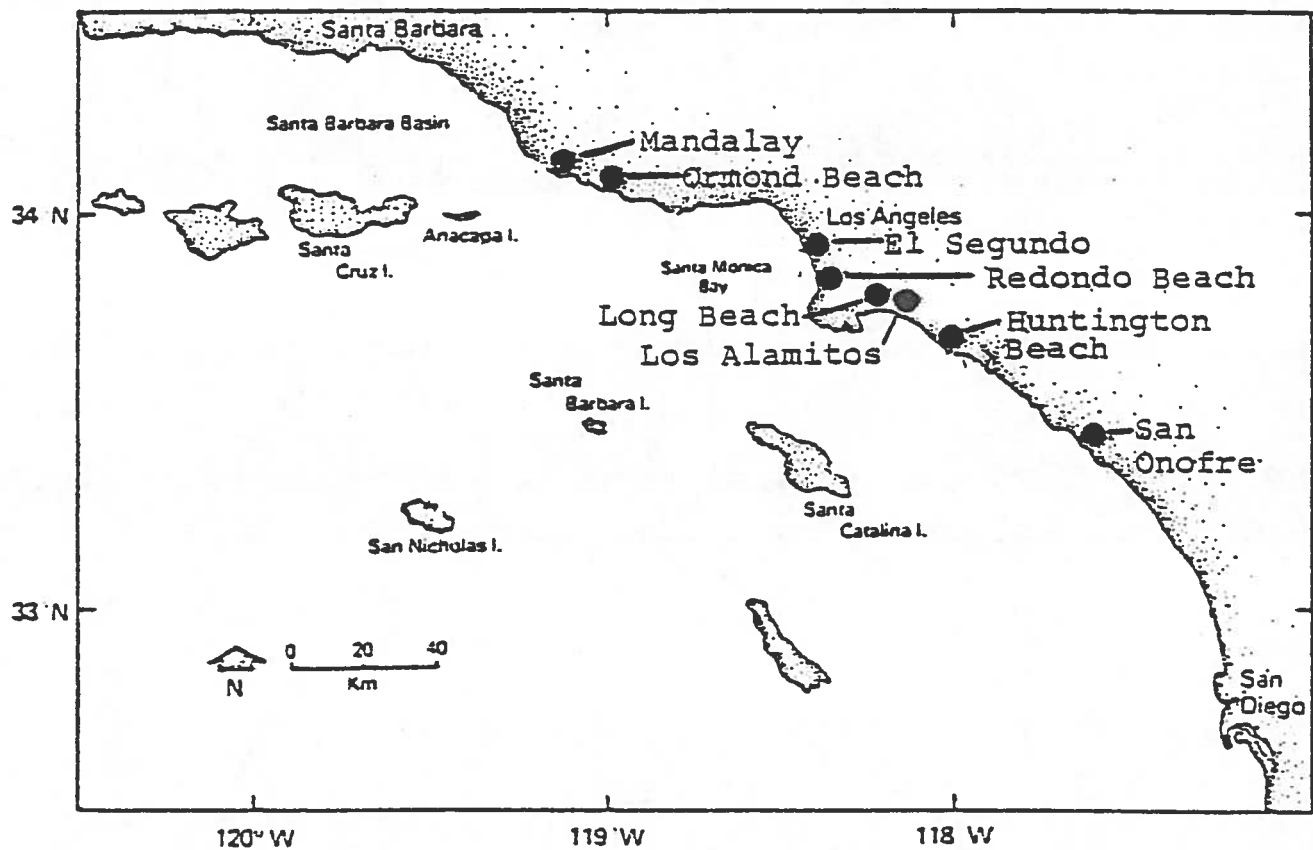 Santa Barbara
Santa Barbara Basin
Mandalay
Ormond Beach
34°N
Los Angeles
Anacapa I.
El Segundo
Santa
Cruz I.
Santa Monica
Bay
Redondo Beach
Long Beach
Huntington
Beach
Los Alamitos
Santa
Barbara I.
San
Onofre
Santa
Catalina I.
San Nicholas I.
33°N
0 20 40
Km
N
San
Diego
120°W
119°W
118°W